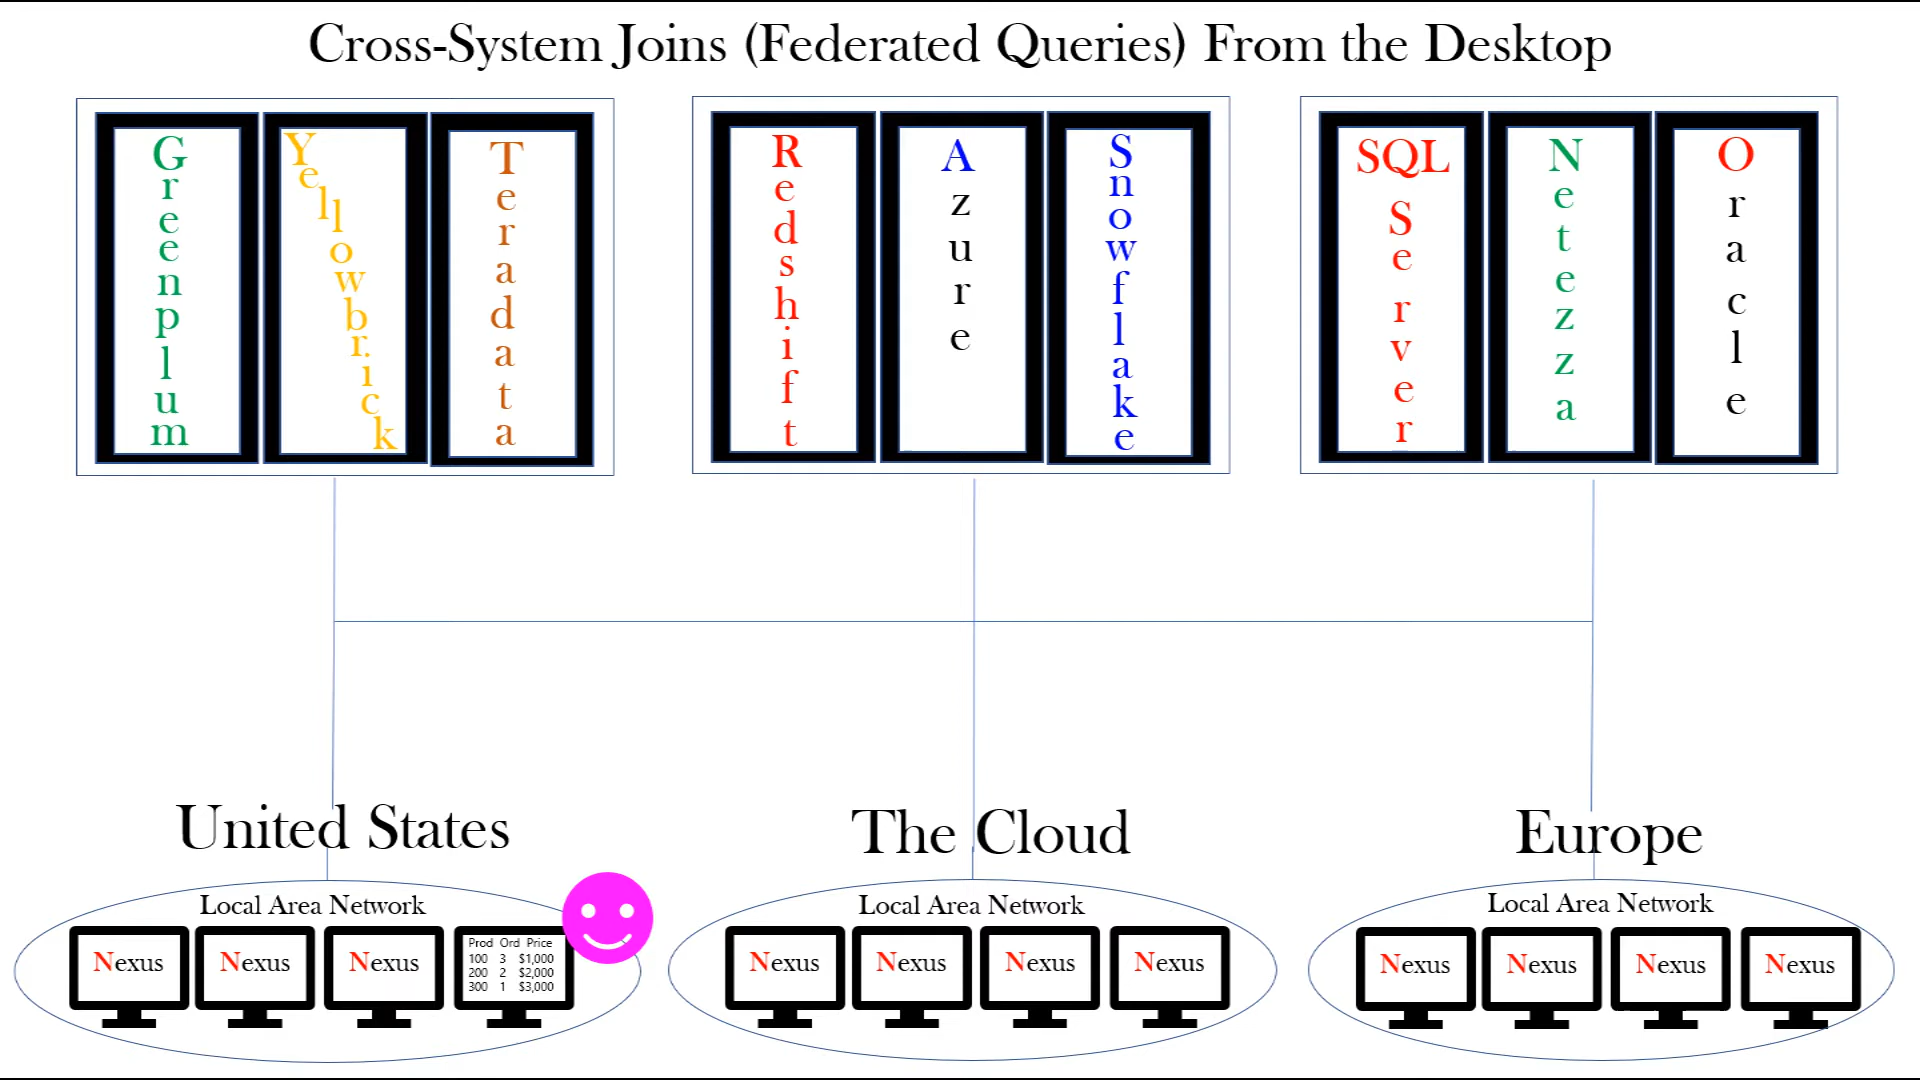 Cross-System Joins (Federated Queries) From the Desktop
Greenplum
Yellowbrick
Teradata
Redshift
Azure
Snowflake
SQL Server
Netezza
Oracle
United States
The Cloud
Europe
Local Area Network
Nexus
Nexus
Nexus
Prod Ord Price
100 3 $1,000
200 2 $2,000
300 1 $3,000
Local Area Network
Nexus
Nexus
Nexus
Nexus
Local Area Network
Nexus
Nexus
Nexus
Nexus